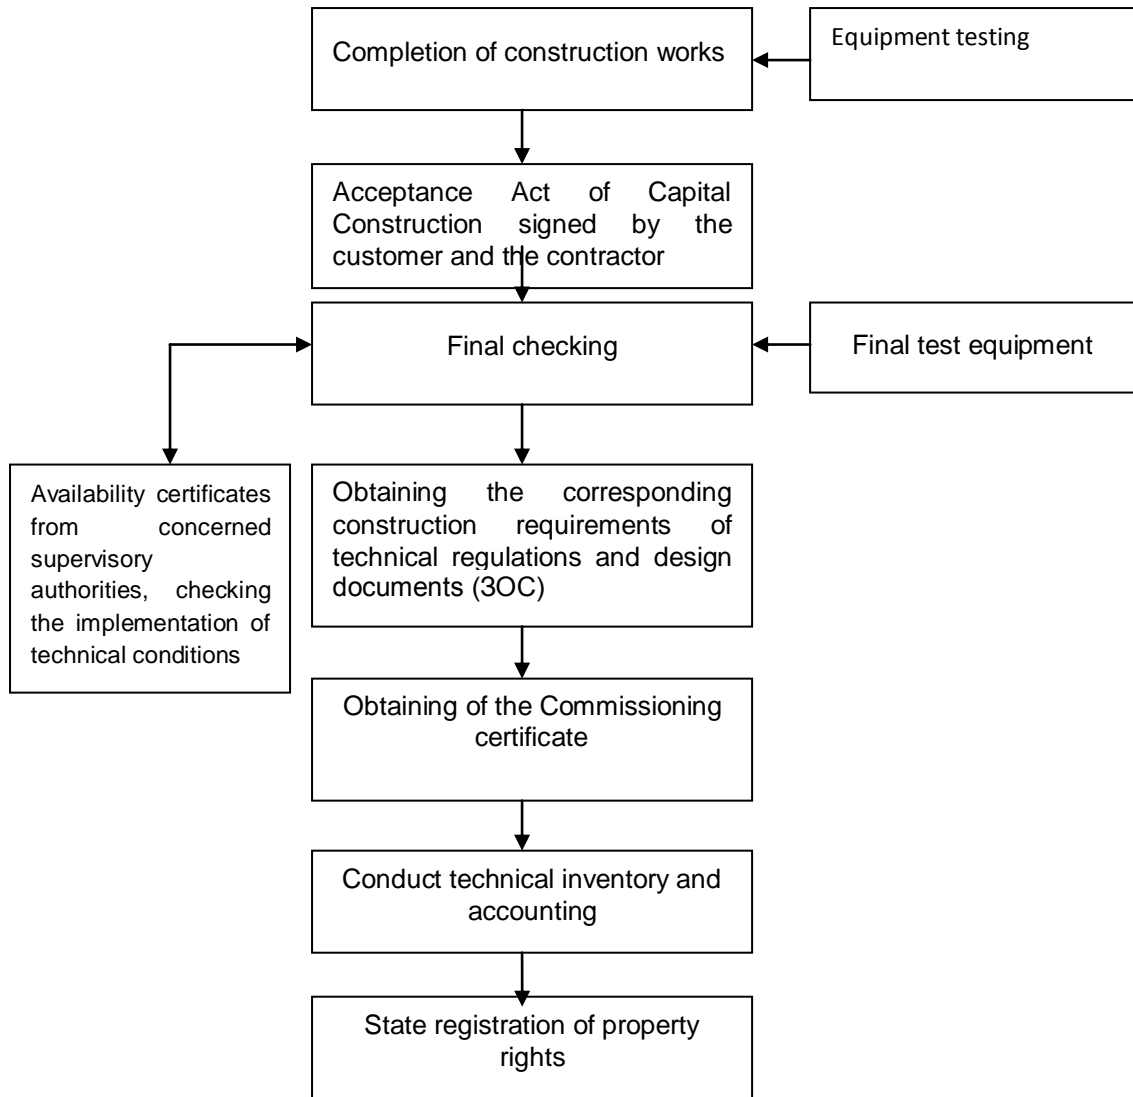 Completion of construction works
Equipment testing
Acceptance Act of Capital
Construction signed by the
customer and the contractor
Final checking
Final test equipment
Availability certificates
from concerned
supervisory
authorities, checking
the implementation of
technical conditions
Obtaining the corresponding
construction requirements of
technical regulations and design
documents (3OC)
Obtaining of the Commissioning
certificate
Conduct technical inventory and
accounting
State registration of property
rights